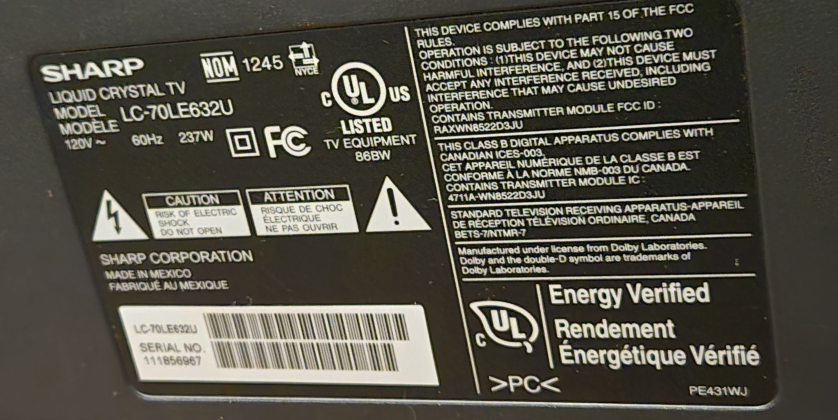 SHARP
NOM 1245 NYCE
LIQUID CRYSTAL TV
MODEL LC-70LE632U
MODÈLE
120V ~ 60Hz 237W
FC
C UL US
LISTED
TV EQUIPMENT
86BW
CAUTION
RISK OF ELECTRIC
SHOCK
DO NOT OPEN
ATTENTION
RISQUE DE CHOC
ÉLECTRIQUE
NE PAS OUVRIR
SHARP CORPORATION
MADE IN MEXICO
FABRIQUÉ AU MEXIQUE
LC-70LE632U
SERIAL NO.
111856967
THIS DEVICE COMPLIES WITH PART 15 OF THE FCC
RULES.
OPERATION IS SUBJECT TO THE FOLLOWING TWO
CONDITIONS : (1)THIS DEVICE MAY NOT CAUSE
HARMFUL INTERFERENCE, AND (2)THIS DEVICE MUST
ACCEPT ANY INTERFERENCE RECEIVED, INCLUDING
INTERFERENCE THAT MAY CAUSE UNDESIRED
OPERATION.
CONTAINS TRANSMITTER MODULE FCC ID :
RAXWN8522D3JU
THIS CLASS B DIGITAL APPARATUS COMPLIES WITH
CANADIAN ICES-003.
CET APPAREIL NUMÉRIQUE DE LA CLASSE B EST
CONFORME À LA NORME NMB-003 DU CANADA.
CONTAINS TRANSMITTER MODULE IC :
4711A-WN8522D3JU
STANDARD TELEVISION RECEIVING APPARATUS-APPAREIL
DE RÉCEPTION TÉLÉVISION ORDINAIRE, CANADA
BETS-7/NTMR-7
Manufactured under license from Dolby Laboratories.
Dolby and the double-D symbol are trademarks of
Dolby Laboratories.
C UL
Energy Verified
Rendement
Énergétique Vérifié
>PC<
PE431WJ